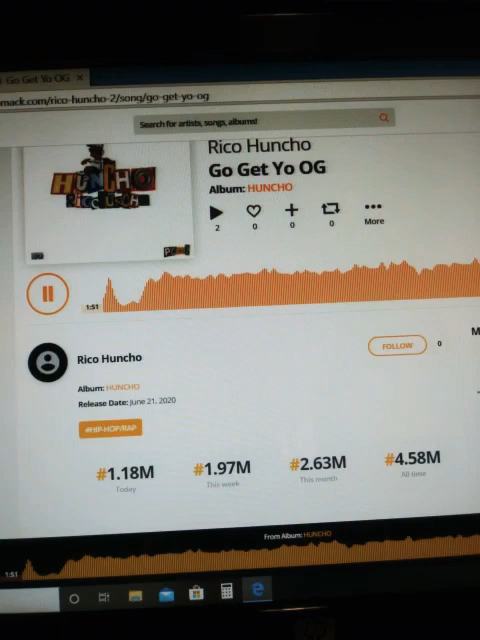 Go Get Yo OG ×
mack.com/rico-huncho-2/song/go-get-yo-og
Search for artists, songs, albums!
HUNCHO
Rico Huncho
Go Get Yo OG
Album: HUNCHO
2
0
0
0
More
1:51
Rico Huncho
FOLLOW
0
M
Album: HUNCHO
Release Date: June 21, 2020
#HIP-HOP/RAP
#1.18M
Today
#1.97M
This week
#2.63M
This month
#4.58M
All time
From Album: HUNCHO
1:51